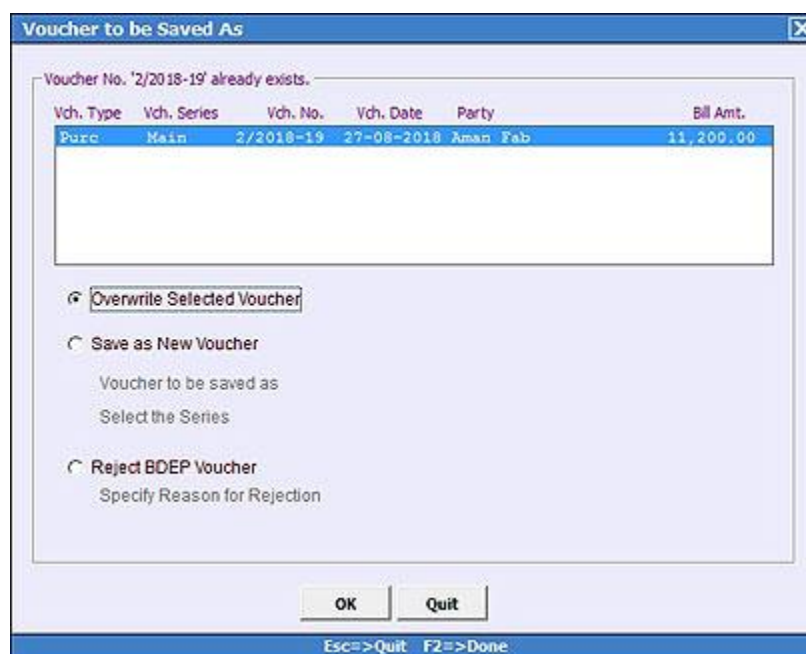 Voucher to be Saved As
Voucher No. '2/2018-19' already exists.
Vch. Type Vch. Series Vch. No. Vch. Date Party Bill Amt.
Purc Main 2/2018-19 27-08-2018 Aman Fab 11,200.00
Overwrite Selected Voucher
Save as New Voucher
Voucher to be saved as
Select the Series
Reject BDEP Voucher
Specify Reason for Rejection
OK Quit
Esc=>Quit F2=>Done